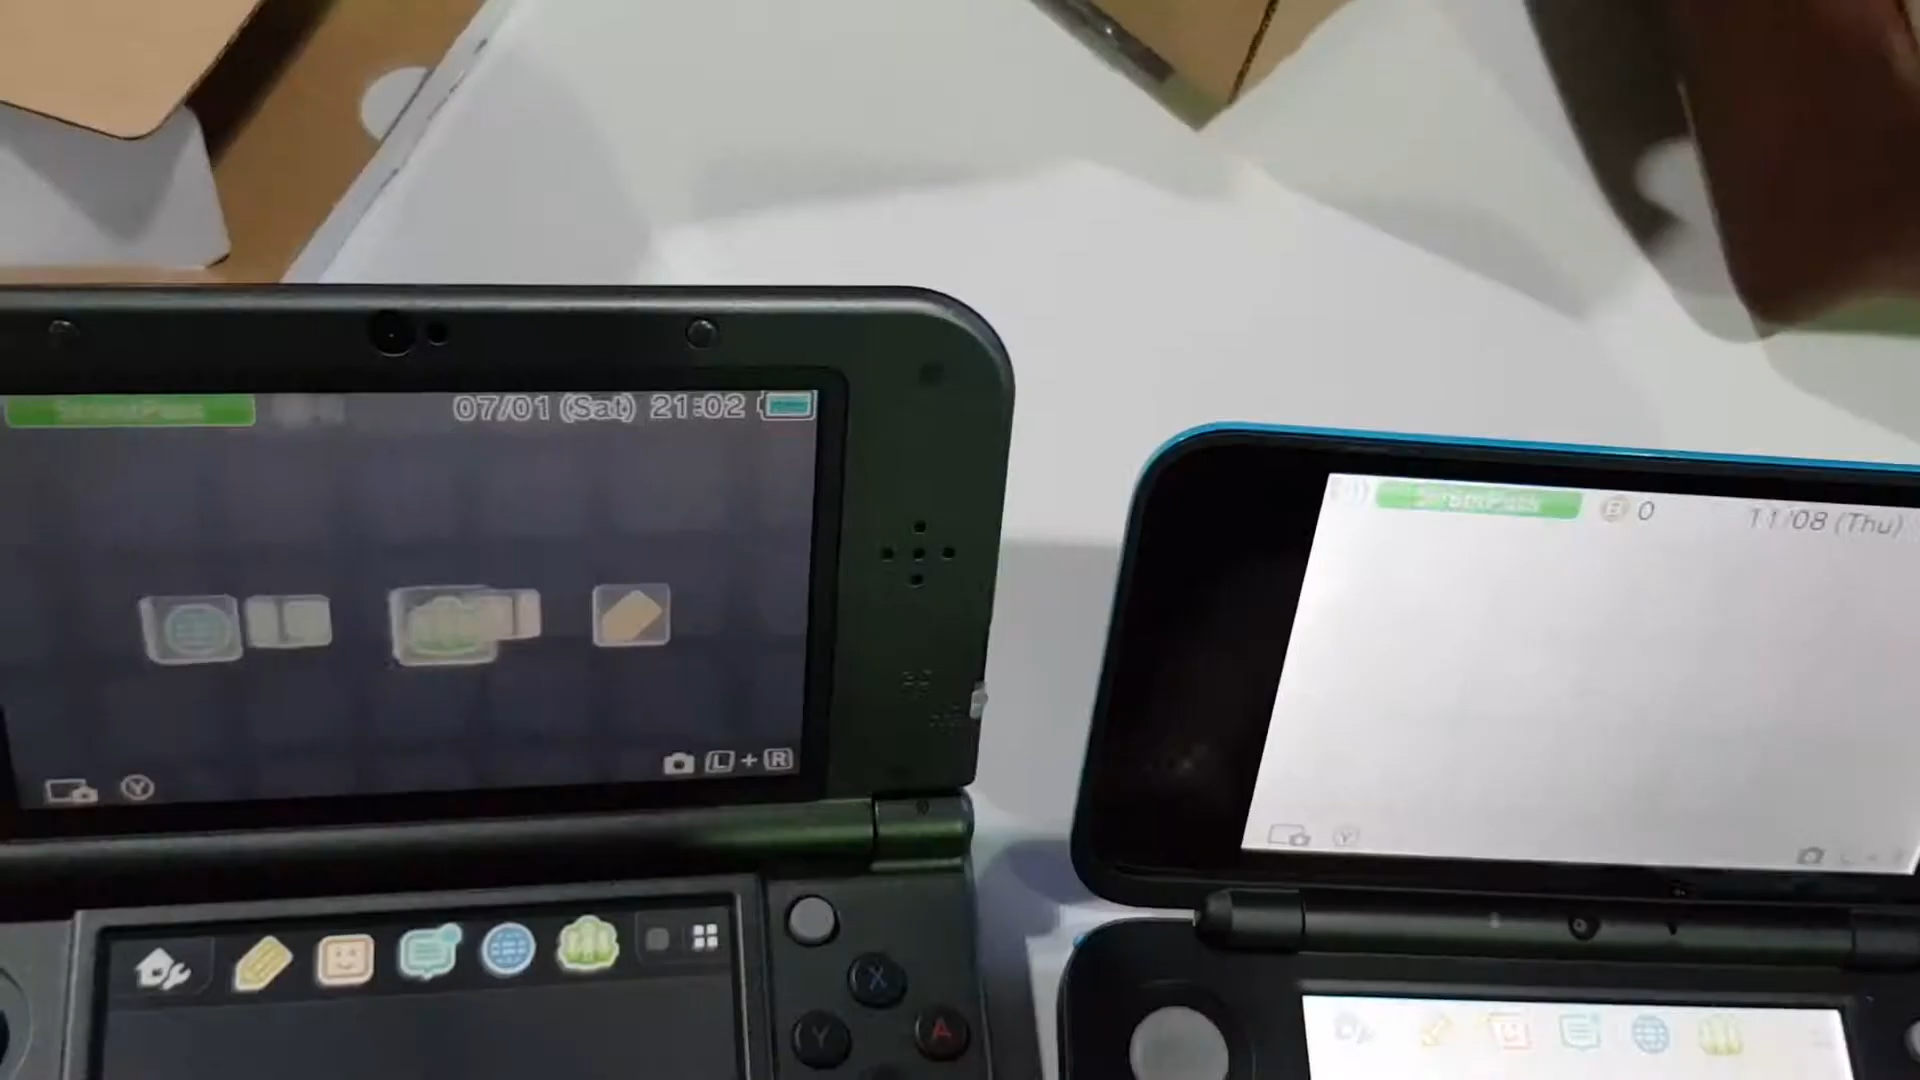 StreetPass
07/01 (Sat) 21:02
L + R
Y
X
Y
A
StreetPass
0
11/08 (Thu)
Y